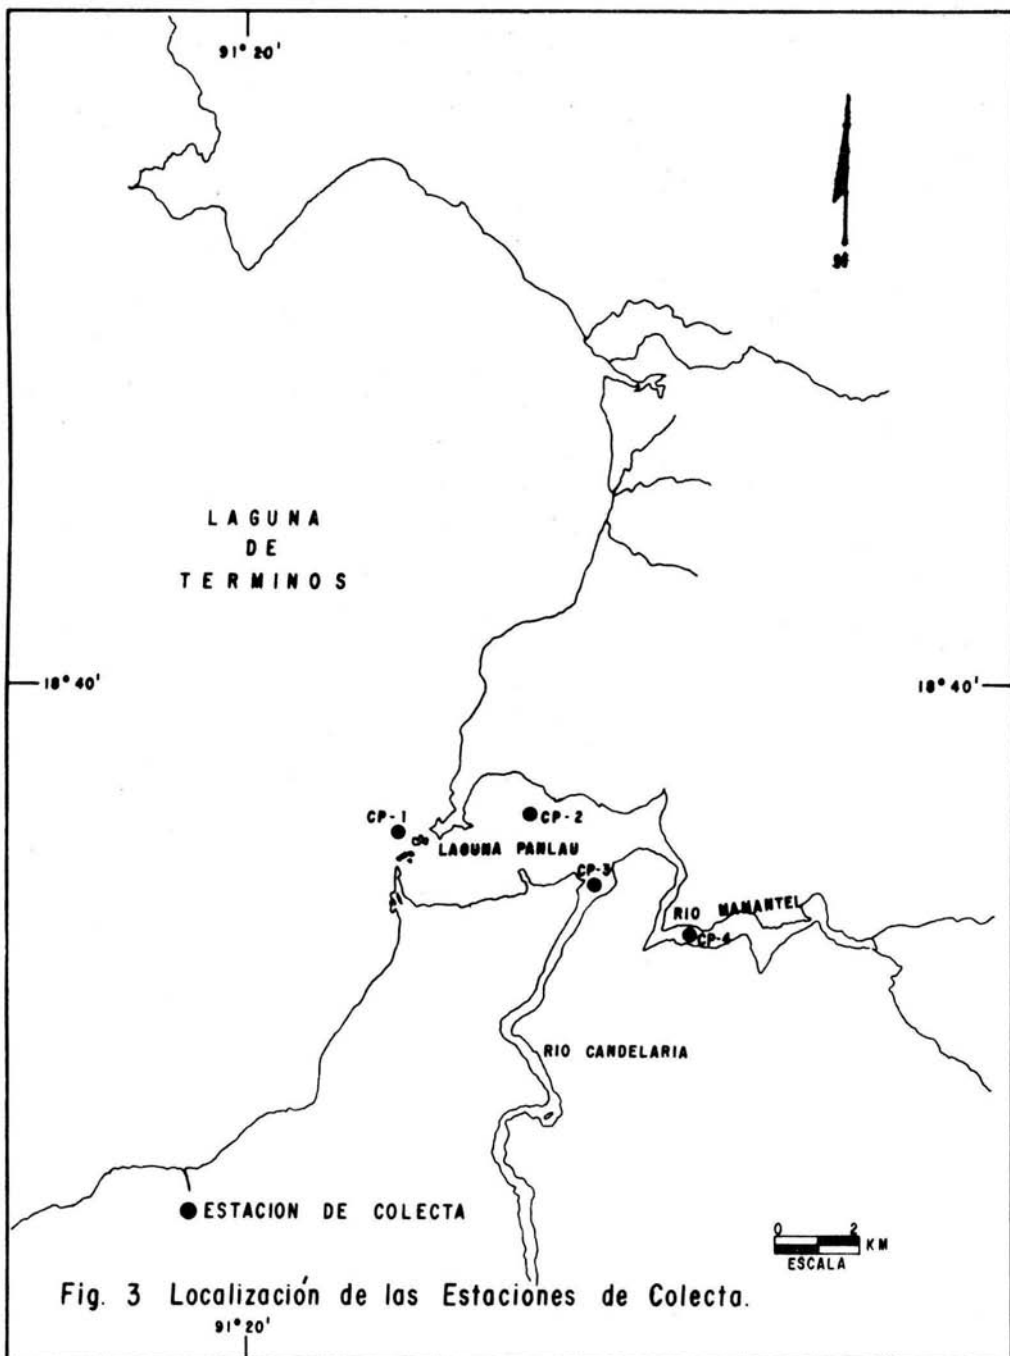 91° 20'
LAGUNA
DE
TERMINOS
18° 40'
18° 40'
CP-1
CP-2
LAGUNA PANLAU
CP-3
RIO MAMANTEL
CP-4
RIO CANDELARIA
ESTACION DE COLECTA
0 2
KM
ESCALA
Fig. 3 Localización de las Estaciones de Colecta.
91° 20'